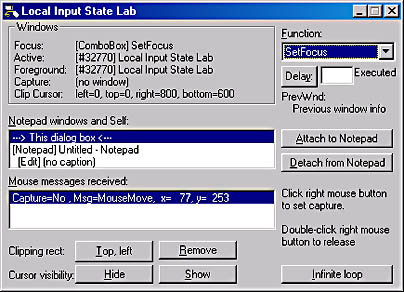 Local Input State Lab
Windows
Focus: [ComboBox] SetFocus
Active: [#32770] Local Input State Lab
Foreground: [#32770] Local Input State Lab
Capture: (no window)
Clip Cursor: left=0, top=0, right=800, bottom=600
Function:
SetFocus
Delay: Executed
PrevWnd:
Previous window info
Notepad windows and Self:
---> This dialog box <---
[Notepad] Untitled - Notepad
[Edit] (no caption)
Attach to Notepad
Detach from Notepad
Mouse messages received:
Capture=No , Msg=MouseMove, x= 77, y= 253
Click right mouse button
to set capture.
Double-click right mouse
button to release
Clipping rect: Top, left Remove
Cursor visibility: Hide Show
Infinite loop